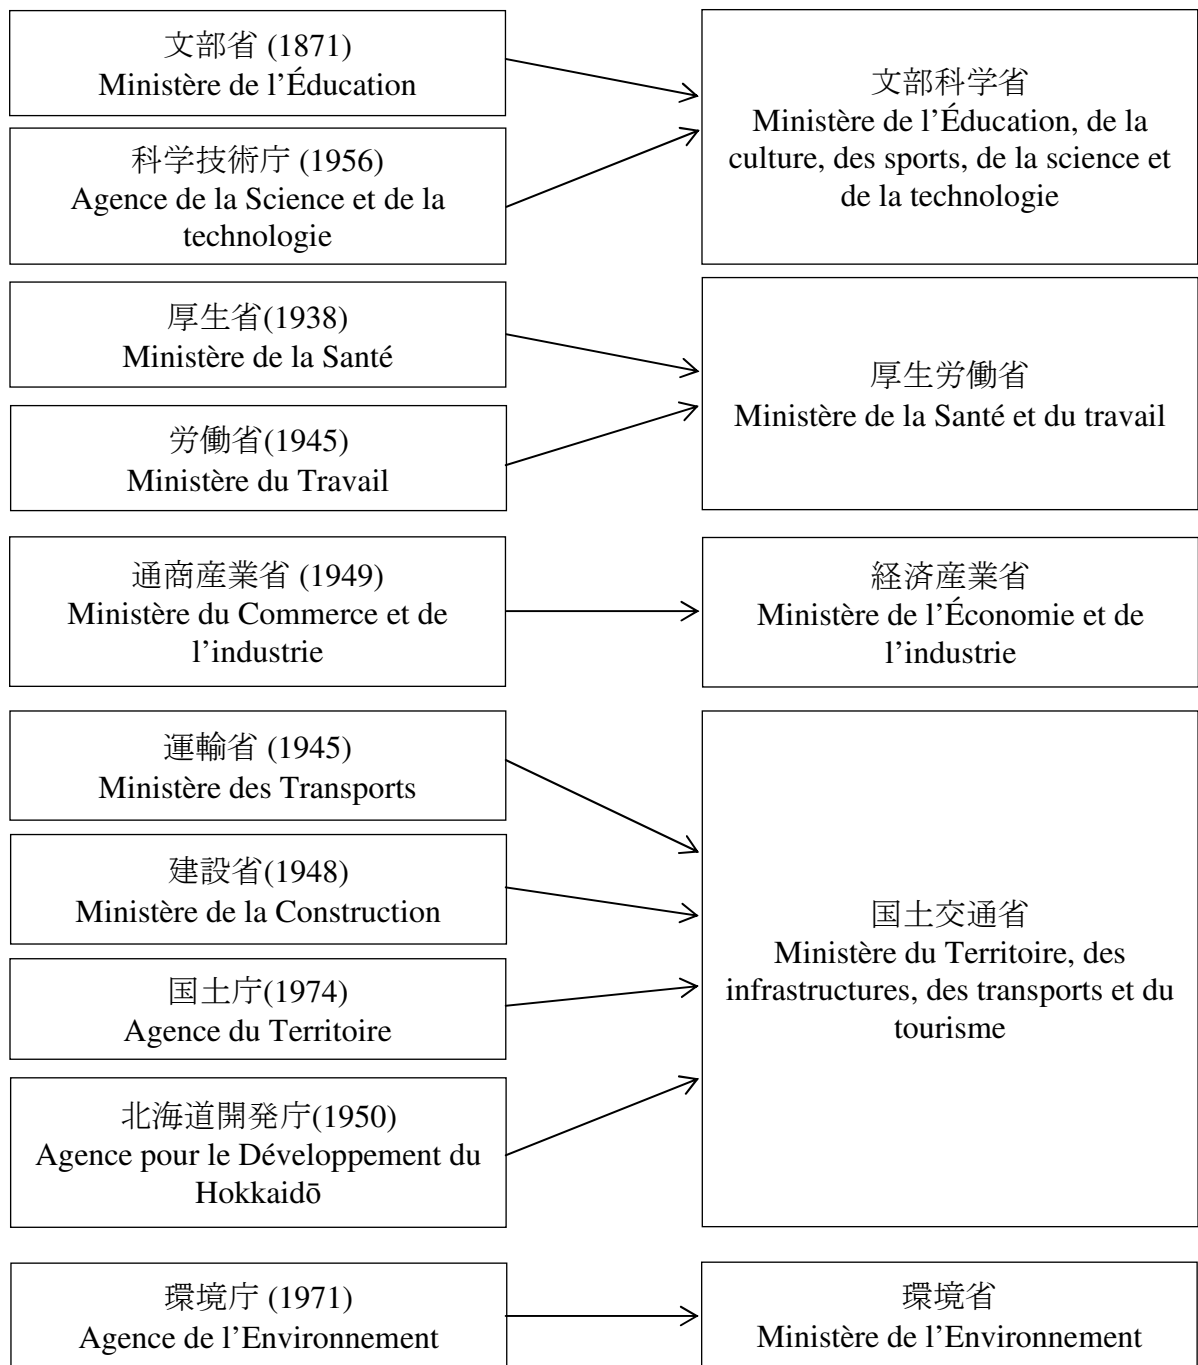 文部省 (1871)
Ministère de l’Éducation
科学技術庁 (1956)
Agence de la Science et de la
technologie
文部科学省
Ministère de l’Éducation, de la
culture, des sports, de la science et
de la technologie
厚生省(1938)
Ministère de la Santé
労働省(1945)
Ministère du Travail
厚生労働省
Ministère de la Santé et du travail
通商産業省 (1949)
Ministère du Commerce et de
l’industrie
経済産業省
Ministère de l’Économie et de
l’industrie
運輸省 (1945)
Ministère des Transports
建設省(1948)
Ministère de la Construction
国土庁(1974)
Agence du Territoire
北海道開発庁(1950)
Agence pour le Développement du
Hokkaidō
国土交通省
Ministère du Territoire, des
infrastructures, des transports et du
tourisme
環境庁 (1971)
Agence de l’Environnement
環境省
Ministère de l’Environnement